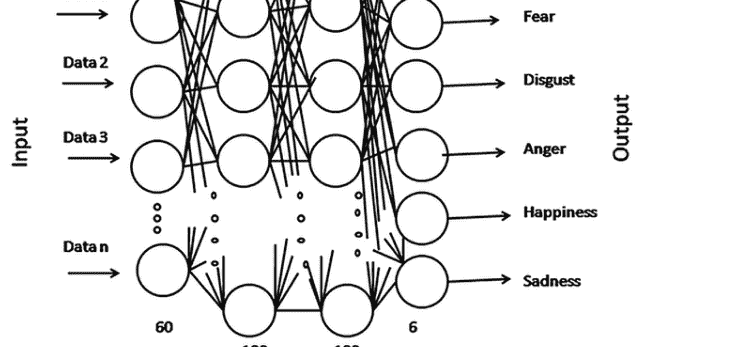 Fear
Data 2
Disgust
Data 3
Anger
Input
Output
Happiness
Data n
Sadness
60
6